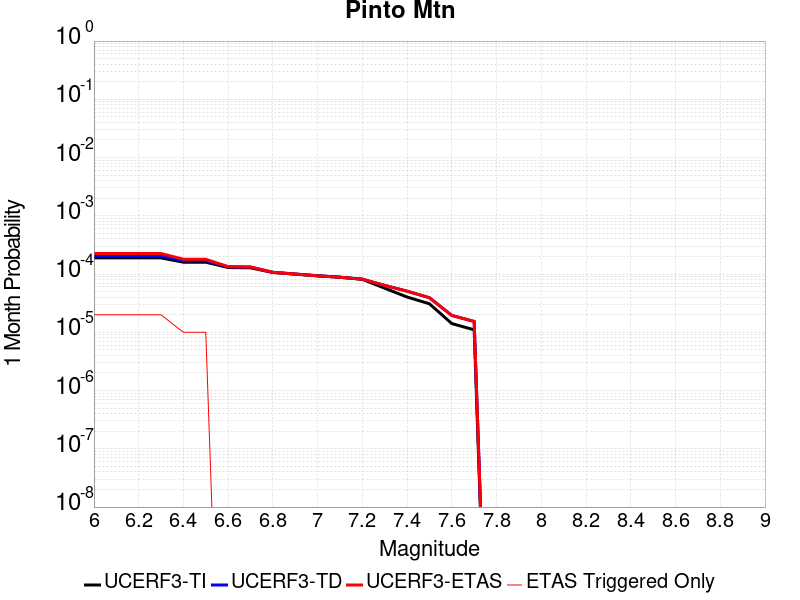 Pinto Mtn
10^0
10^-1
10^-2
10^-3
10^-4
10^-5
10^-6
10^-7
10^-8
1 Month Probability
6 6.2 6.4 6.6 6.8 7 7.2 7.4 7.6 7.8 8 8.2 8.4 8.6 8.8 9
Magnitude
UCERF3-TI UCERF3-TD UCERF3-ETAS ETAS Triggered Only